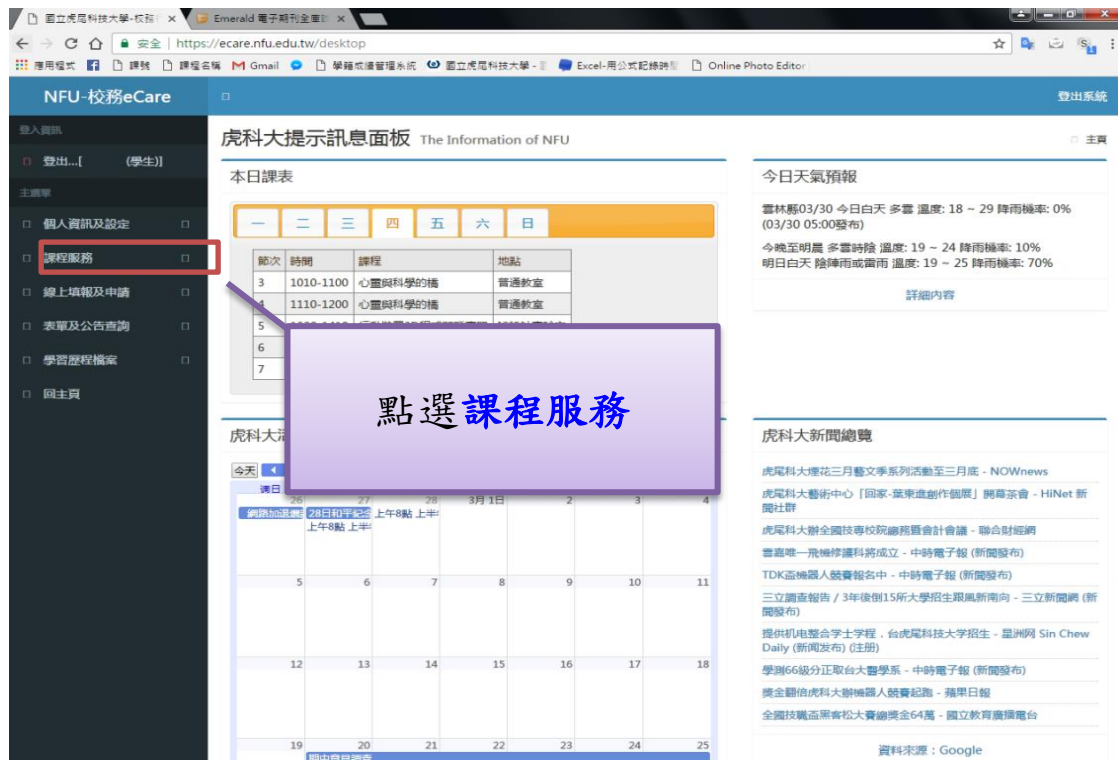 國立虎尾科技大學-校務
Emerald 電子期刊全庫
安全 | https://ecare.nfu.edu.tw/desktop
應用程式 課號 課程名稱 Gmail 學籍成績管理系統 國立虎尾科技大學 - Excel-用公式記錄時 Online Photo Editor
NFU-校務eCare
登出系統
登入資訊
登出...[ (學生)]
主選單
個人資訊及設定
課程服務
線上填報及申請
表單及公告查詢
學習歷程檔案
回主頁
虎科大提示訊息面板 The Information of NFU
主頁
本日課表
一 二 三 四 五 六 日
節次 時間 課程 地點
3 1010-1100 心靈與科學的橋 普通教室
4 1110-1200 心靈與科學的橋 普通教室
5
6
7
點選課程服務
今日天氣預報
雲林縣03/30 今日白天 多雲 溫度: 18 ~ 29 降雨機率: 0%
(03/30 05:00發布)
今晚至明晨 多雲時陰 溫度: 19 ~ 24 降雨機率: 10%
明日白天 陰陣雨或雷雨 溫度: 19 ~ 25 降雨機率: 70%
詳細內容
虎科大活
今天
週日
26 27 28 3月 1日 2 3 4
網路加退選 28日和平紀念 上午8點 上半
上午8點 上半
5 6 7 8 9 10 11
12 13 14 15 16 17 18
19 20 21 22 23 24 25
虎科大新聞總覽
虎尾科大煙花三月藝文季系列活動至三月底 - NOWnews
虎尾科大藝術中心「回家-葉東進創作個展」開幕茶會 - HiNet 新
聞社群
虎尾科大辦全國技專校院總務暨會計會議 - 聯合財經網
雲嘉唯一飛機修護科將成立 - 中時電子報 (新聞發布)
TDK盃機器人競賽報名中 - 中時電子報 (新聞發布)
三立調查報告 / 3年後倒15所大學招生跟風新南向 - 三立新聞網 (新
聞發布)
提供机电整合学士学程．台虎尾科技大学招生 - 星洲网 Sin Chew
Daily (新闻发布) (注册)
學測66級分正取台大醫學系 - 中時電子報 (新聞發布)
獎金翻倍虎科大辦機器人競賽起跑 - 蘋果日報
全國技職盃黑客松大賽總獎金64萬 - 國立教育廣播電台
資料來源：Google